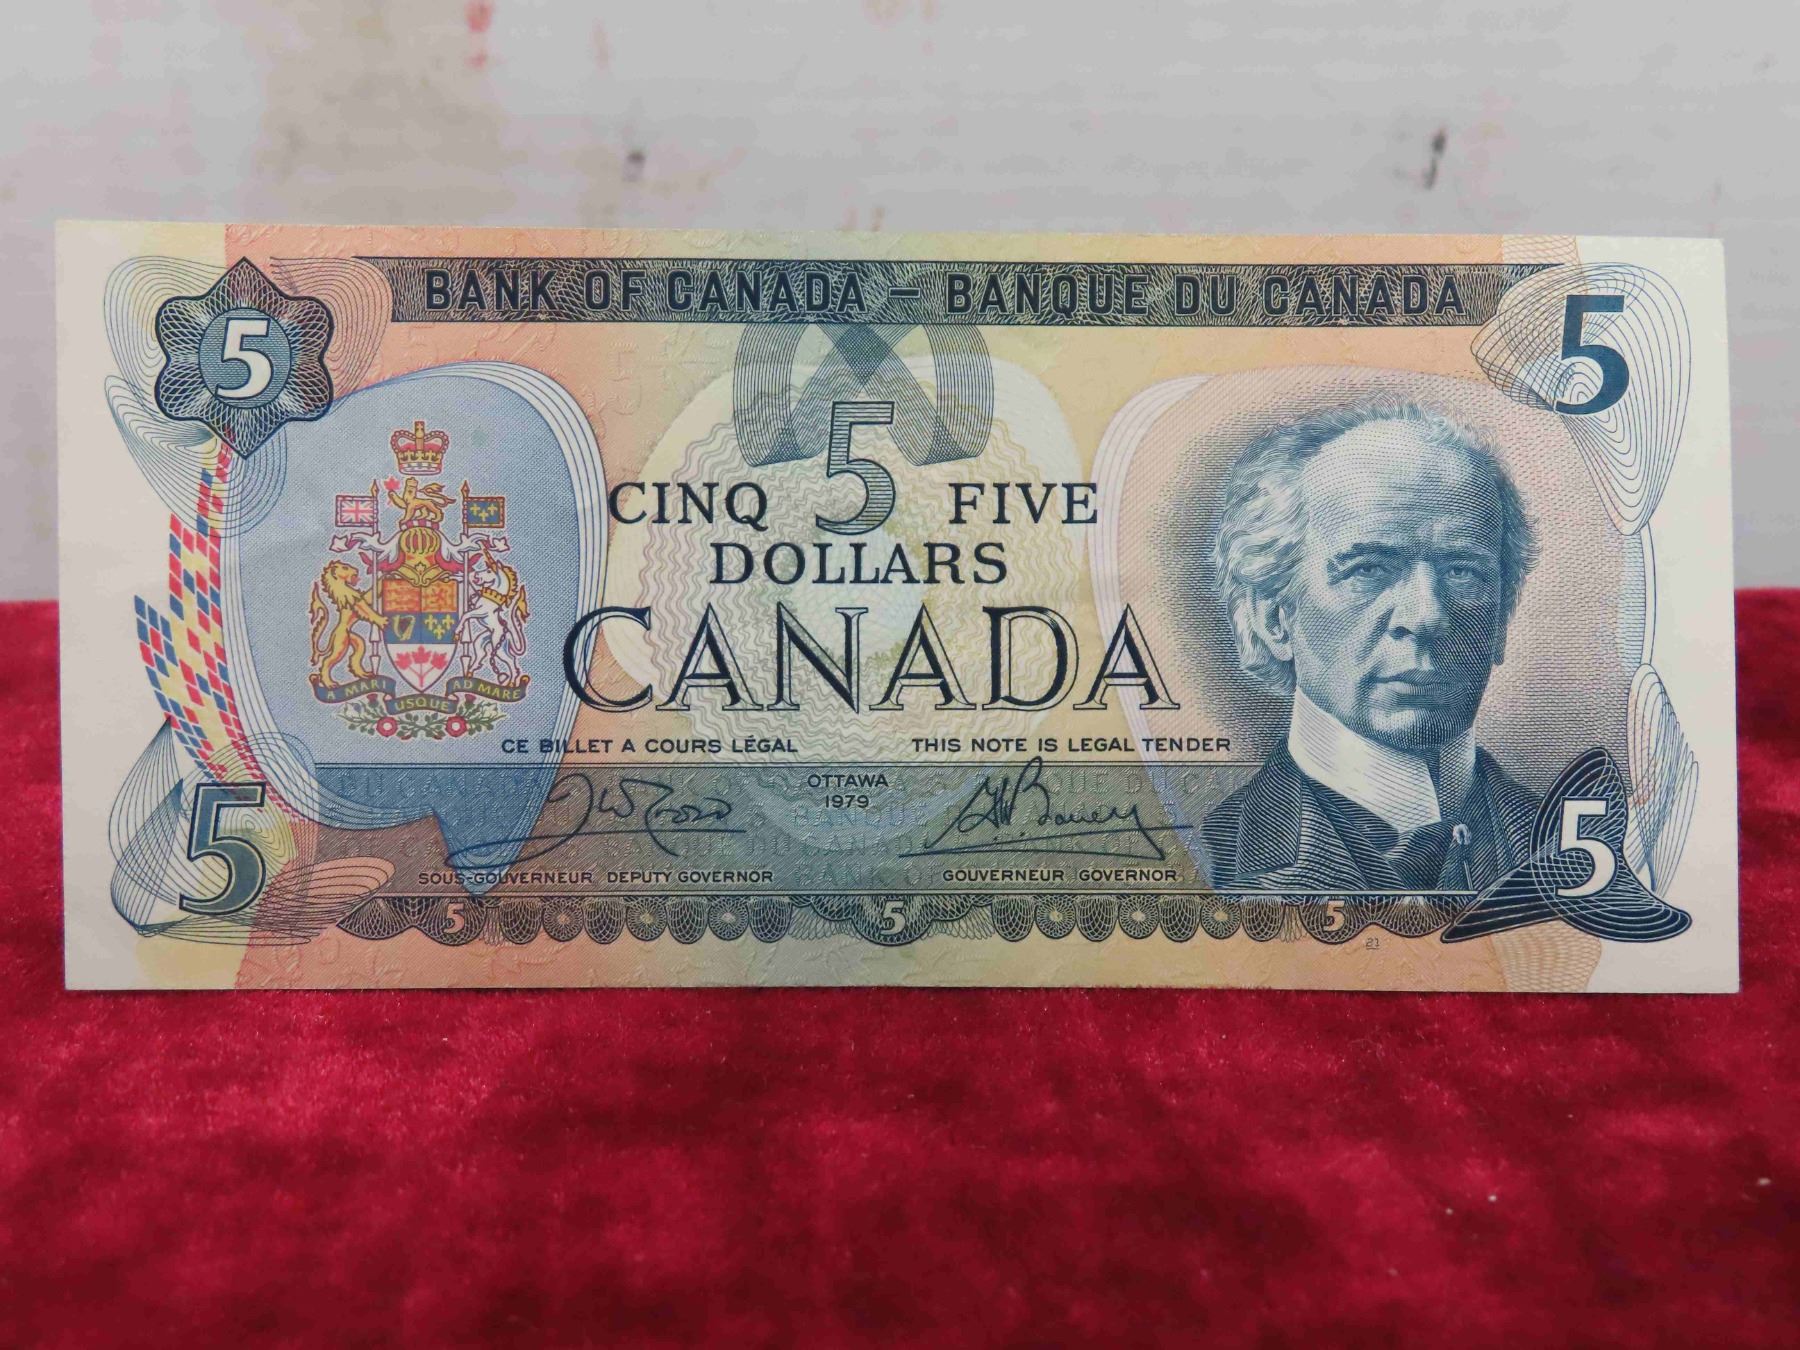 BANK OF CANADA – BANQUE DU CANADA
5
5
5
CINQ FIVE
DOLLARS
CANADA
A MARI USQUE AD MARE
CE BILLET A COURS LÉGAL THIS NOTE IS LEGAL TENDER
OTTAWA
1979
5
5
SOUS-GOUVERNEUR DEPUTY GOVERNOR GOUVERNEUR GOVERNOR
5 5 5
21